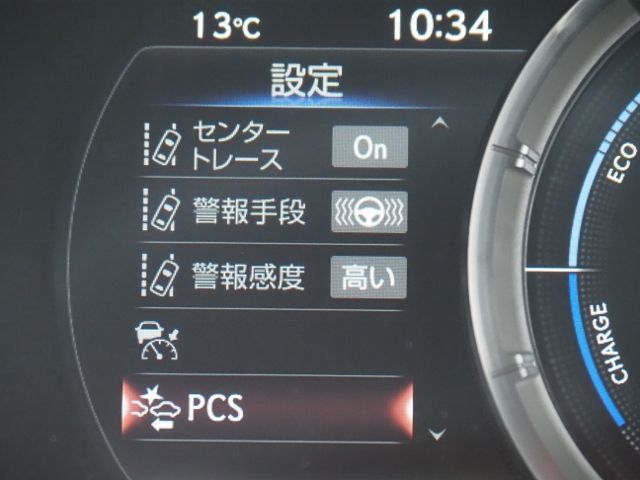 13℃ 10:34
設定
センター
トレース On
警報手段
警報感度 高い
PCS
ECO
CHARGE